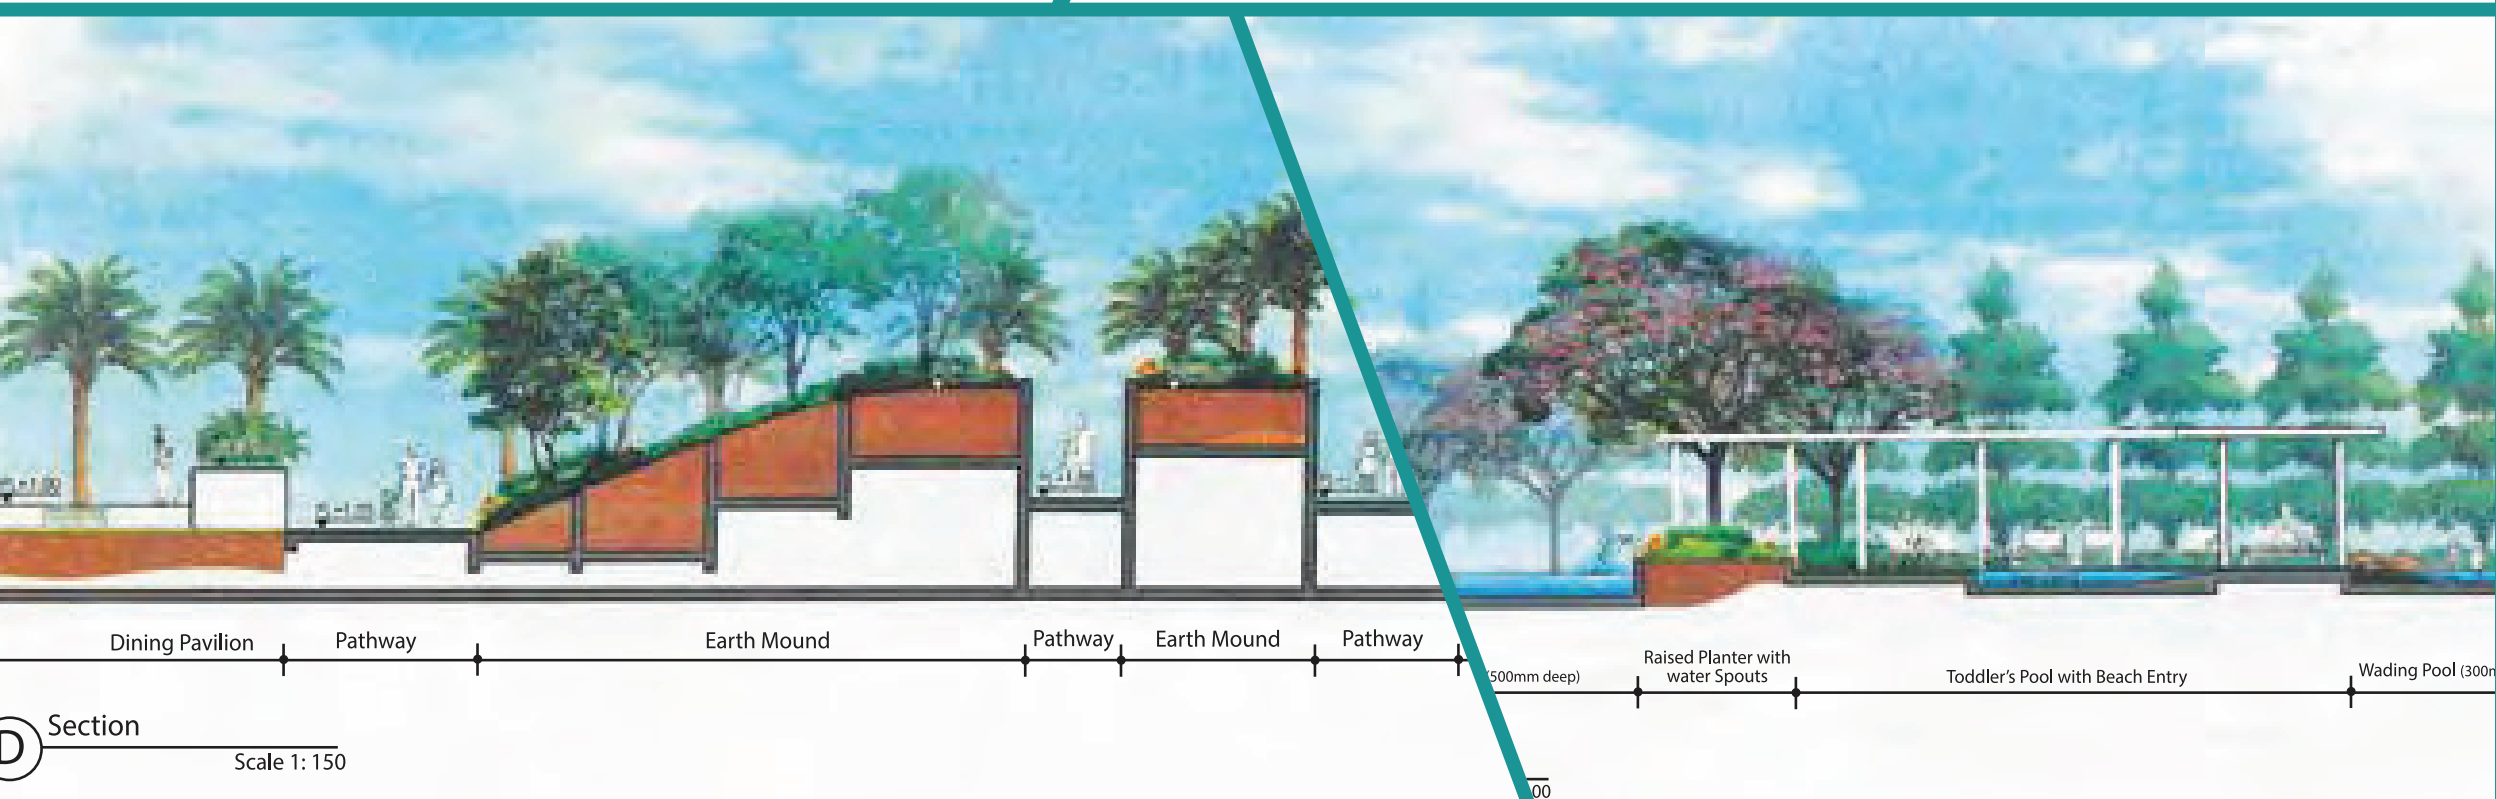 Dining Pavilion
Pathway
Earth Mound
Pathway
Earth Mound
Pathway
D
Section
Scale 1: 150
(500mm deep)
Raised Planter with
water Spouts
Toddler's Pool with Beach Entry
Wading Pool (300m
00